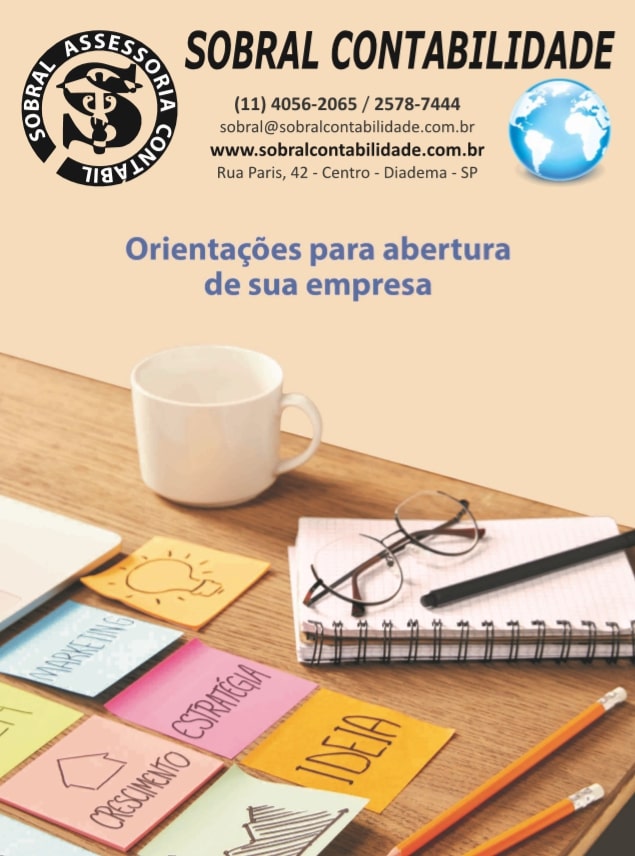 SOBRAL ASSESSORIA CONTÁBIL
SOBRAL CONTABILIDADE
(11) 4056-2065 / 2578-7444
sobral@sobralcontabilidade.com.br
www.sobralcontabilidade.com.br
Rua Paris, 42 - Centro - Diadema - SP
Orientações para abertura
de sua empresa
MARKETING
ESTRATÉGIA
IDEIA
CRESCIMENTO